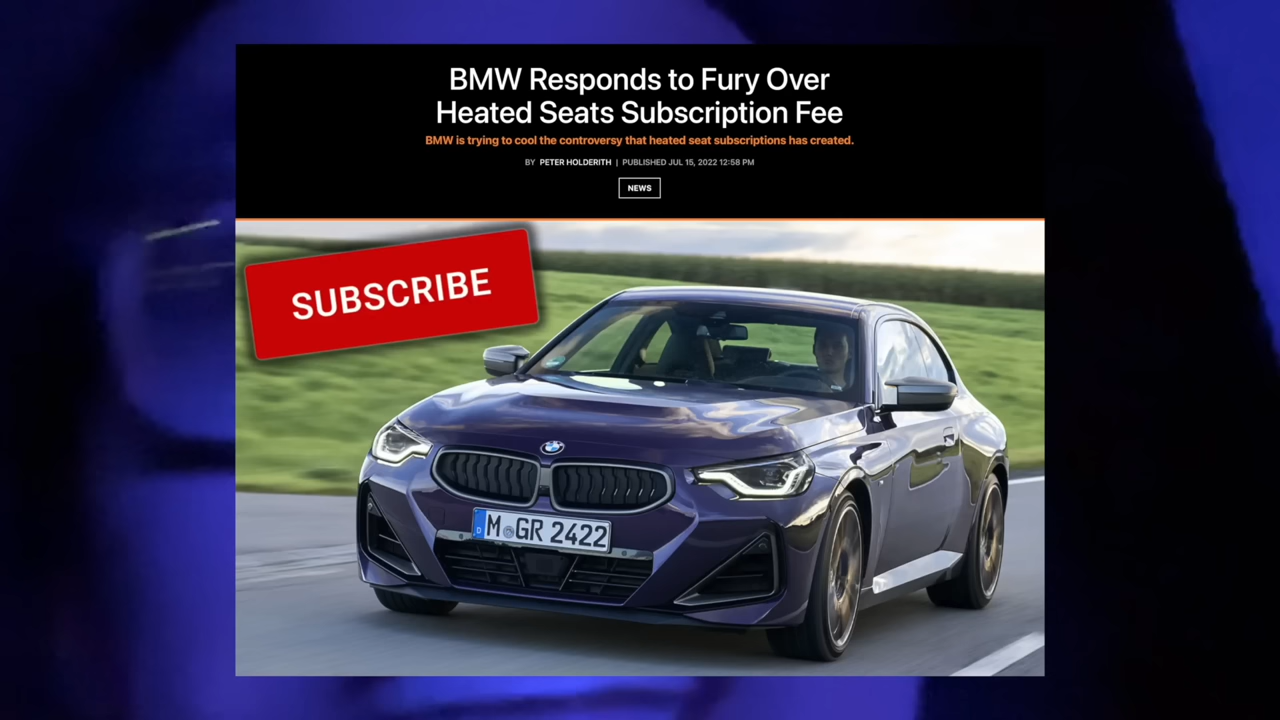 BMW Responds to Fury Over
Heated Seats Subscription Fee
BMW is trying to cool the controversy that heated seat subscriptions has created.
BY PETER HOLDERITH | PUBLISHED JUL 15, 2022 12:58 PM
NEWS
SUBSCRIBE
D M GR 2422